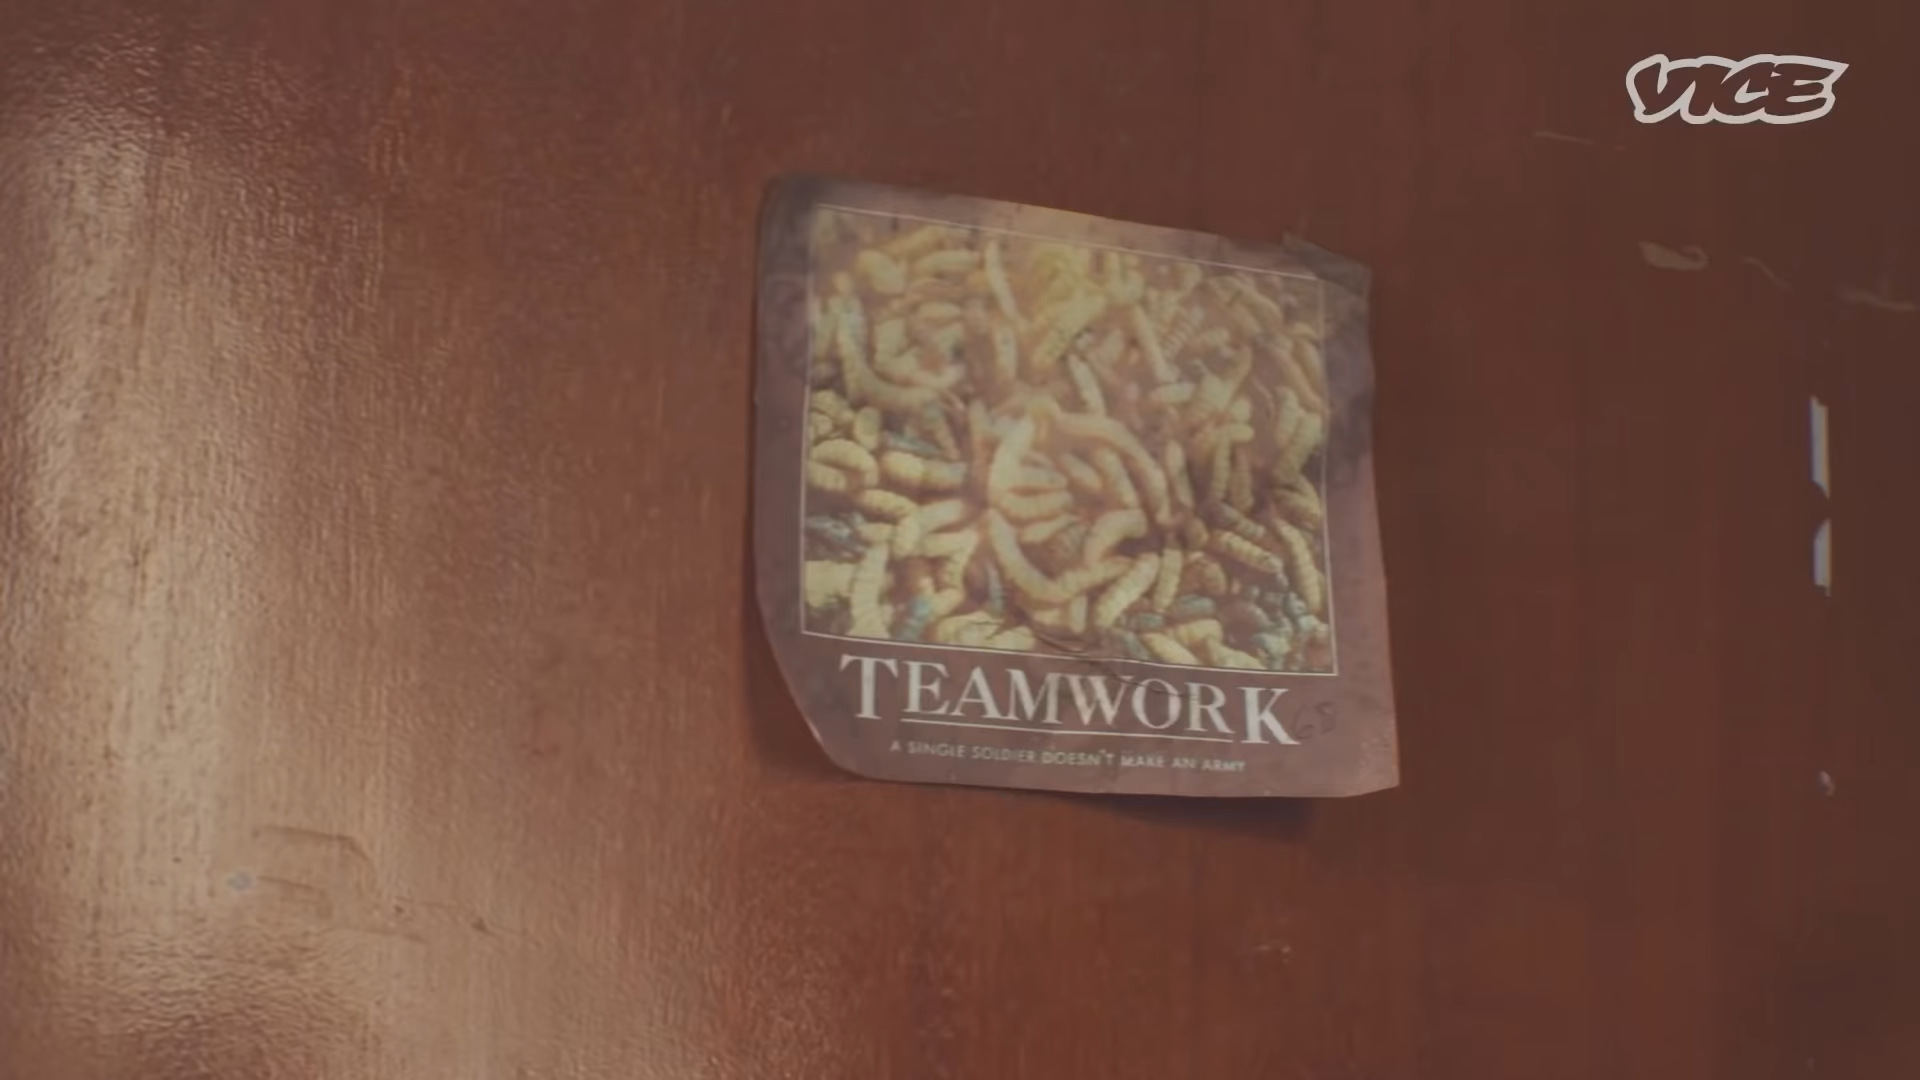 VICE
TEAMWORK
A SINGLE SOLDIER DOESN'T MAKE AN ARMY